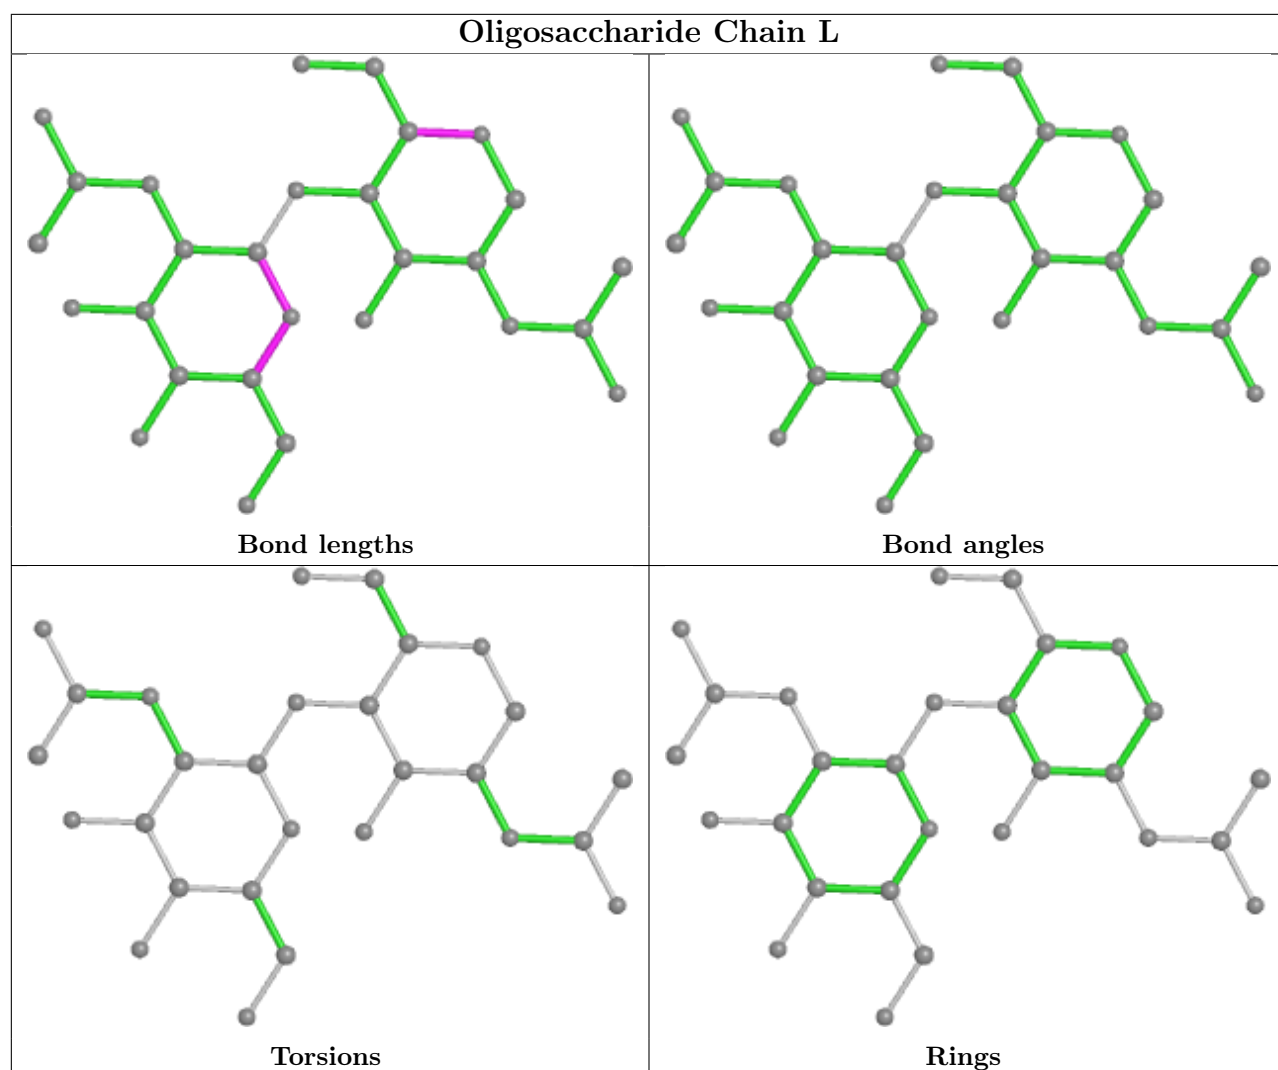 Oligosaccharide Chain L
Bond lengths
Bond angles
Torsions
Rings